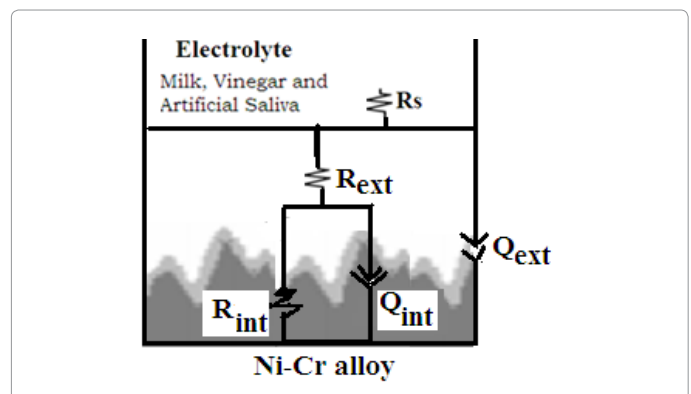 Electrolyte
Milk, Vinegar and
Artificial Saliva
Rs
Rext
Qext
Rint
Qint
Ni-Cr alloy